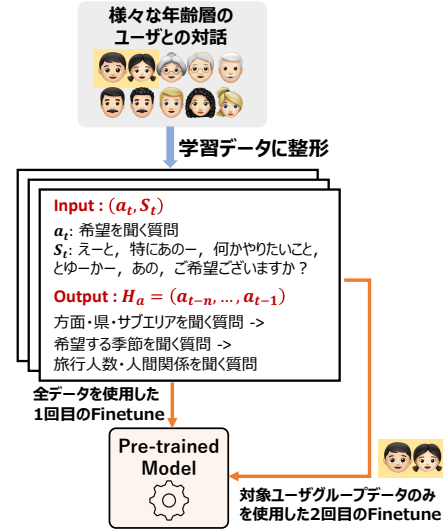 様々な年齢層の
ユーザとの対話
学習データに整形
Input : (a_t, S_t)
a_t: 希望を聞く質問
S_t: えーと，特にあのー，何かやりたいこと，
とゆーかー，あの，ご希望ございますか？
Output : H_a = (a_{t-n}, ..., a_{t-1})
方面・県・サブエリアを聞く質問 ->
希望する季節を聞く質問 ->
旅行人数・人間関係を聞く質問
全データを使用した
1回目のFinetune
Pre-trained
Model
対象ユーザグループデータのみ
を使用した2回目のFinetune